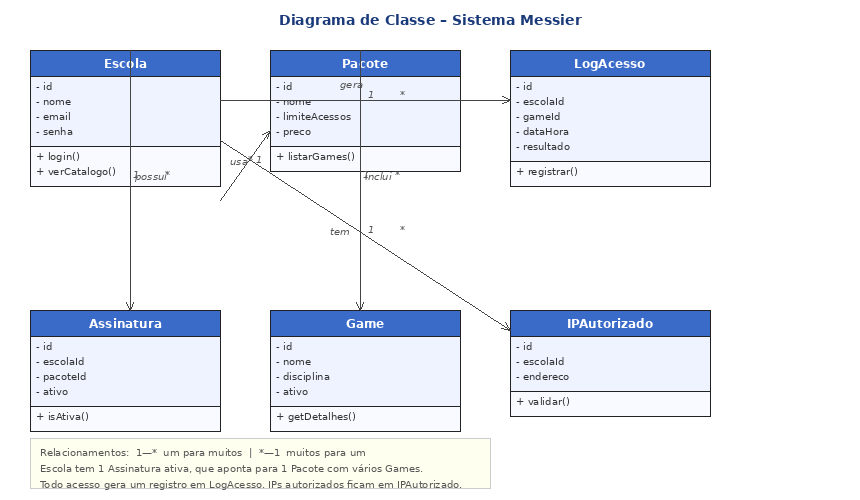 Diagrama de Classe – Sistema Messier
Escola
- id
- nome
- email
- senha
+ login()
+ verCatalogo()
Pacote
- id
- nome
- limiteAcessos
- preco
+ listarGames()
LogAcesso
- id
- escolaId
- gameId
- dataHora
- resultado
+ registrar()
gera
1 *
1 possui *
usa * 1
1 inclui *
tem 1 *
Assinatura
- id
- escolaId
- pacoteId
- ativo
+ isAtiva()
Game
- id
- nome
- disciplina
- ativo
+ getDetalhes()
IPAutorizado
- id
- escolaId
- endereco
+ validar()
Relacionamentos: 1—* um para muitos | *—1 muitos para um
Escola tem 1 Assinatura ativa, que aponta para 1 Pacote com vários Games.
Todo acesso gera um registro em LogAcesso. IPs autorizados ficam em IPAutorizado.